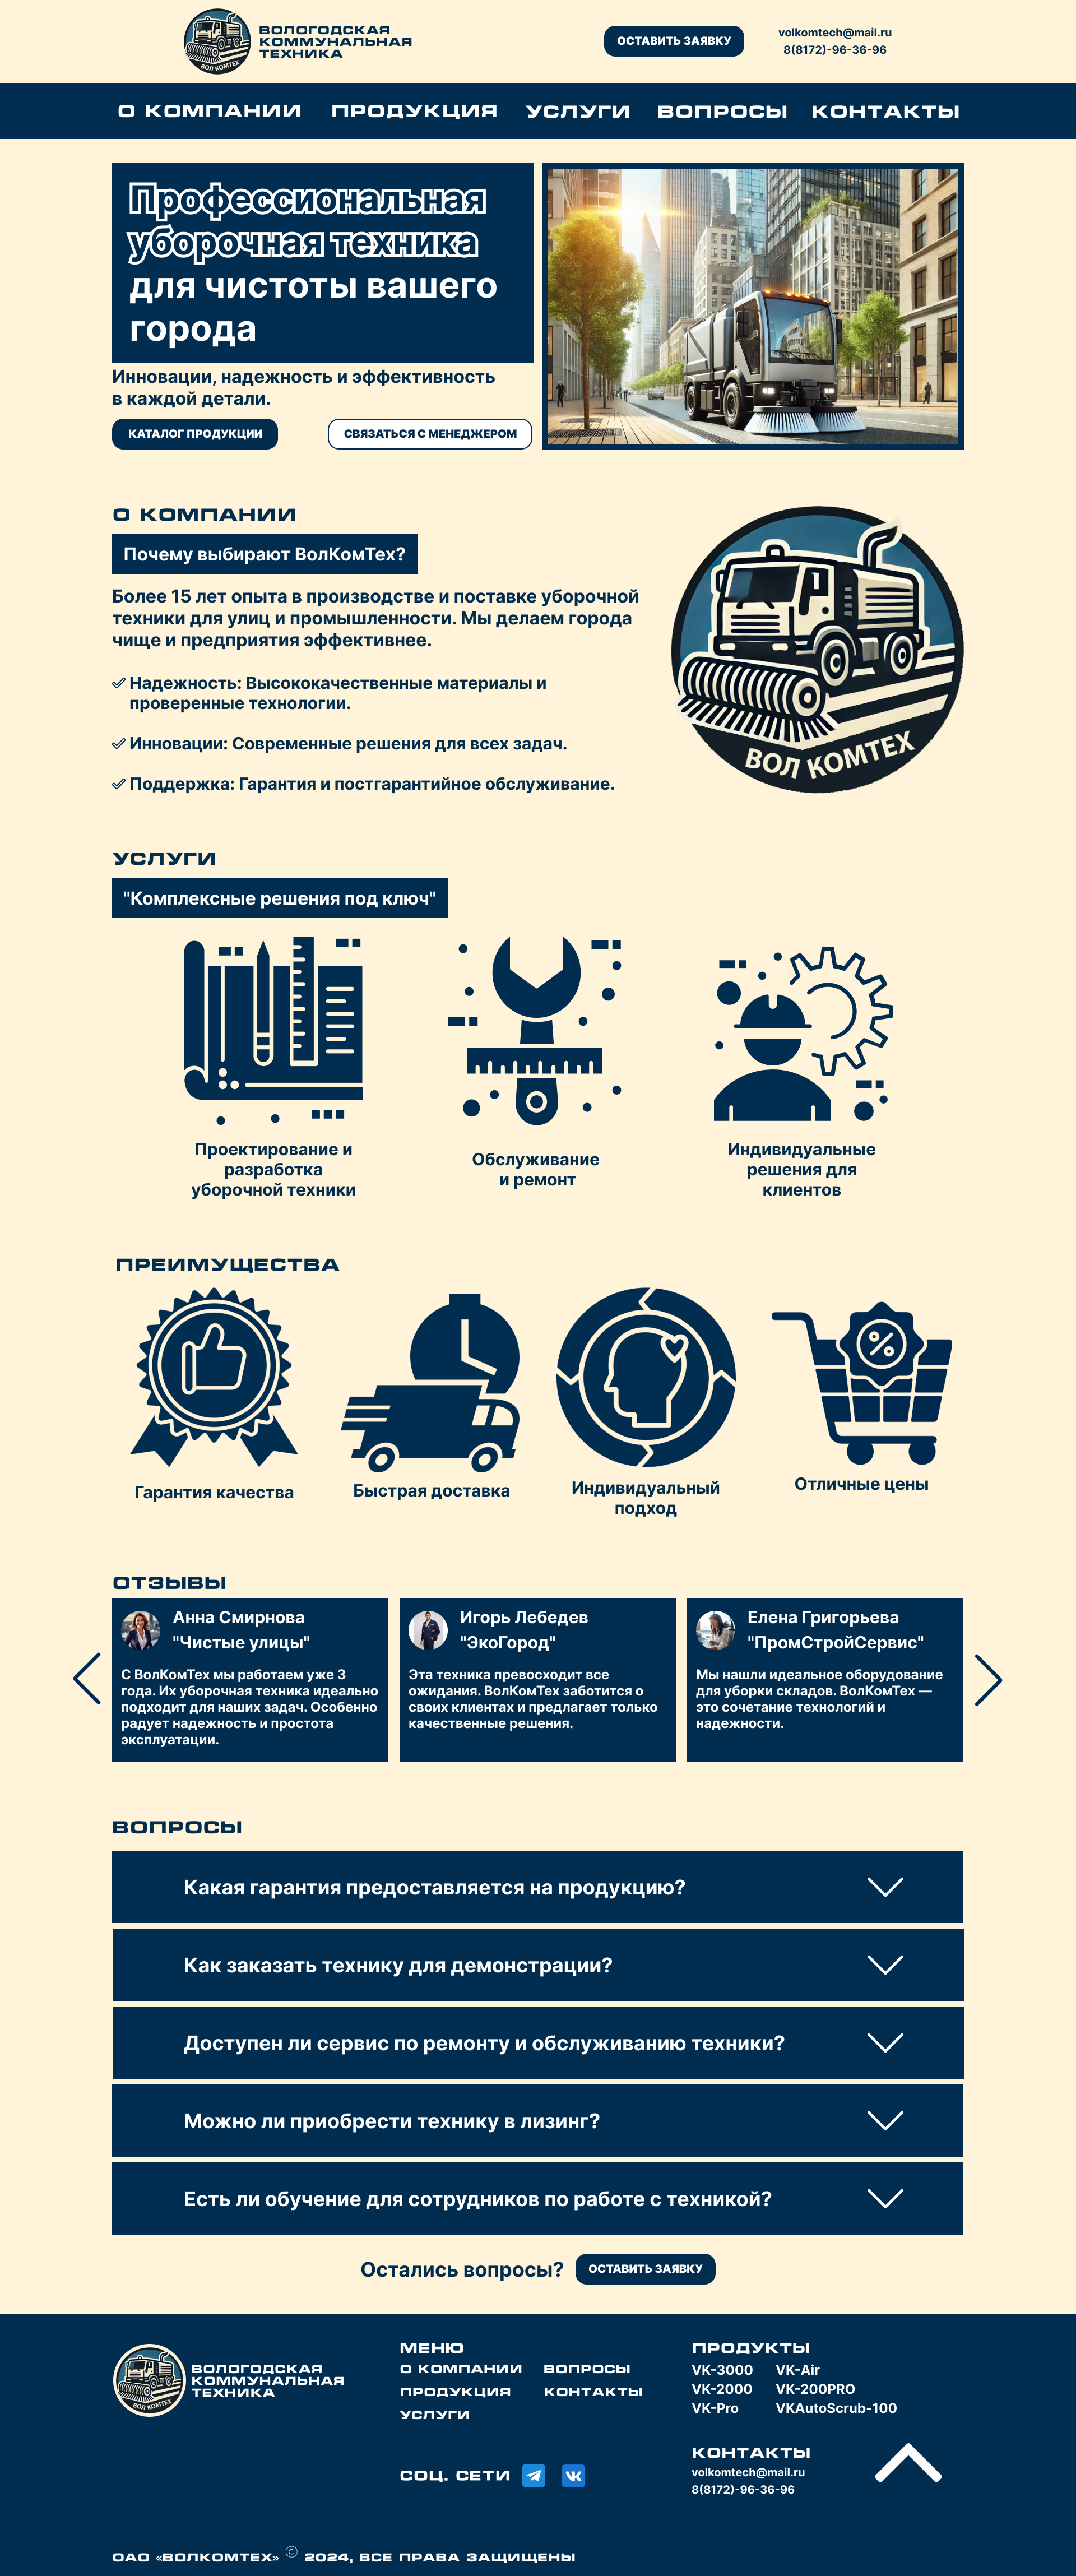 ВОЛОГОДСКАЯ
КОММУНАЛЬНАЯ
ТЕХНИКА
ВОЛ КОМТЕХ
ОСТАВИТЬ ЗАЯВКУ
volkomtech@mail.ru
8(8172)-96-36-96
О КОМПАНИИ ПРОДУКЦИЯ УСЛУГИ ВОПРОСЫ КОНТАКТЫ
Профессиональная
уборочная техника
для чистоты вашего
города
Инновации, надежность и эффективность
в каждой детали.
КАТАЛОГ ПРОДУКЦИИ
СВЯЗАТЬСЯ С МЕНЕДЖЕРОМ
О КОМПАНИИ
Почему выбирают ВолКомТех?
Более 15 лет опыта в производстве и поставке уборочной
техники для улиц и промышленности. Мы делаем города
чище и предприятия эффективнее.
Надежность: Высококачественные материалы и
проверенные технологии.
Инновации: Современные решения для всех задач.
Поддержка: Гарантия и постгарантийное обслуживание.
ВОЛ КОМТЕХ
УСЛУГИ
"Комплексные решения под ключ"
Проектирование и
разработка
уборочной техники
Обслуживание
и ремонт
Индивидуальные
решения для
клиентов
ПРЕИМУЩЕСТВА
%
Гарантия качества
Быстрая доставка
Индивидуальный
подход
Отличные цены
ОТЗЫВЫ
Анна Смирнова
"Чистые улицы"
С ВолКомТех мы работаем уже 3
года. Их уборочная техника идеально
подходит для наших задач. Особенно
радует надежность и простота
эксплуатации.
Игорь Лебедев
"ЭкоГород"
Эта техника превосходит все
ожидания. ВолКомТех заботится о
своих клиентах и предлагает только
качественные решения.
Елена Григорьева
"ПромСтройСервис"
Мы нашли идеальное оборудование
для уборки складов. ВолКомТех —
это сочетание технологий и
надежности.
ВОПРОСЫ
Какая гарантия предоставляется на продукцию?
Как заказать технику для демонстрации?
Доступен ли сервис по ремонту и обслуживанию техники?
Можно ли приобрести технику в лизинг?
Есть ли обучение для сотрудников по работе с техникой?
Остались вопросы?
ОСТАВИТЬ ЗАЯВКУ
ВОЛ КОМТЕХ
ВОЛОГОДСКАЯ
КОММУНАЛЬНАЯ
ТЕХНИКА
МЕНЮ
О КОМПАНИИ ВОПРОСЫ
ПРОДУКЦИЯ КОНТАКТЫ
УСЛУГИ
СОЦ. СЕТИ
ПРОДУКТЫ
VK-3000 VK-Air
VK-2000 VK-200PRO
VK-Pro VKAutoScrub-100
КОНТАКТЫ
volkomtech@mail.ru
8(8172)-96-36-96
ОАО «ВОЛКОМТЕХ» © 2024, ВСЕ ПРАВА ЗАЩИЩЕНЫ